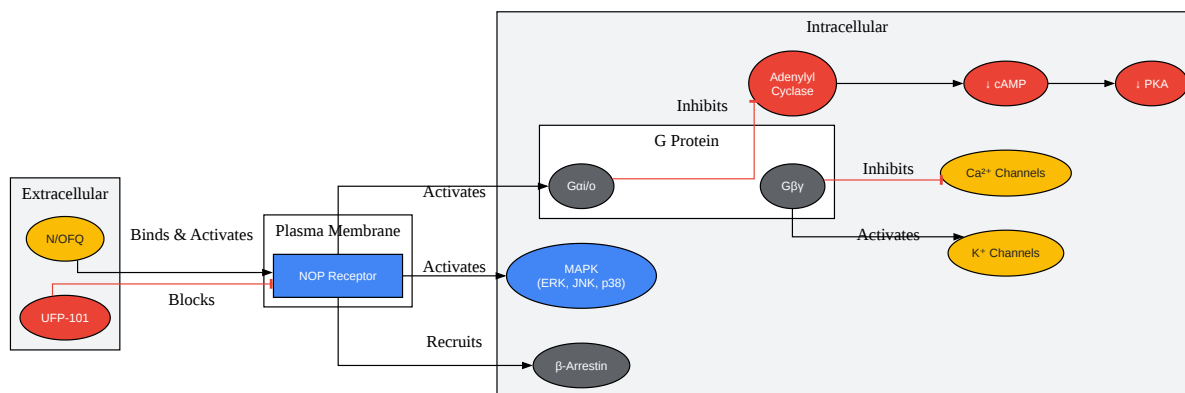 Intracellular
Adenylyl
Cyclase
↓ cAMP
↓ PKA
Inhibits
G Protein
Extracellular
Gαi/o
Gβγ
Inhibits
Ca²⁺ Channels
Activates
N/OFQ
Binds & Activates
Plasma Membrane
Activates
K⁺ Channels
NOP Receptor
Activates
MAPK
(ERK, JNK, p38)
Blocks
UFP-101
Recruits
β-Arrestin